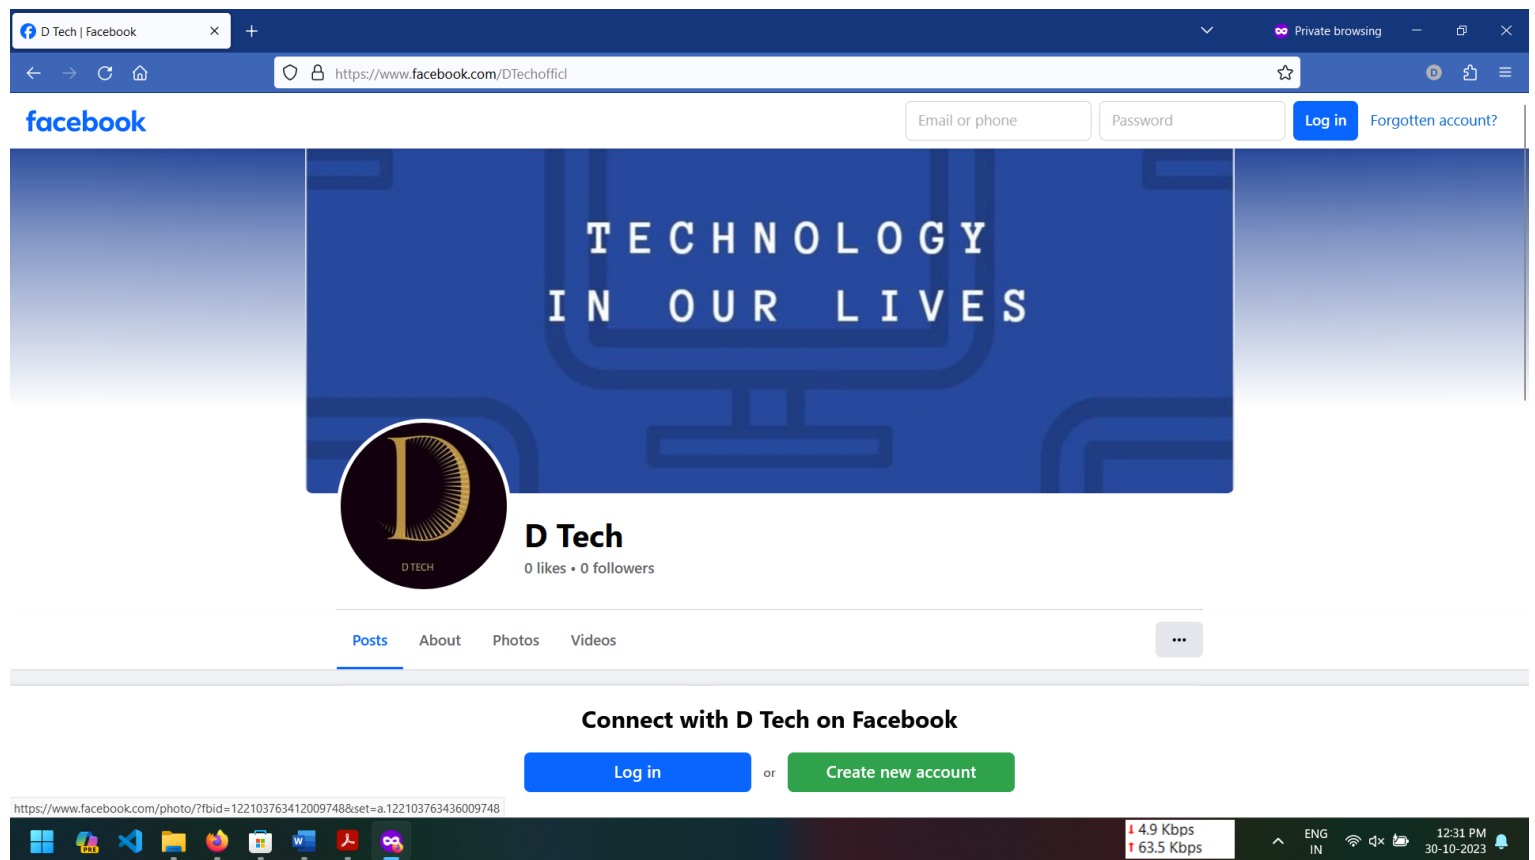 D Tech | Facebook
Private browsing
https://www.facebook.com/DTechofficl
D
facebook
Email or phone
Password
Log in
Forgotten account?
TECHNOLOGY
IN OUR LIVES
D
D TECH
D Tech
0 likes • 0 followers
Posts
About
Photos
Videos
Connect with D Tech on Facebook
Log in
or
Create new account
https://www.facebook.com/photo/?fbid=122103763412009748&set=a.122103763436009748
PRE
W
4.9 Kbps
63.5 Kbps
ENG
IN
12:31 PM
30-10-2023